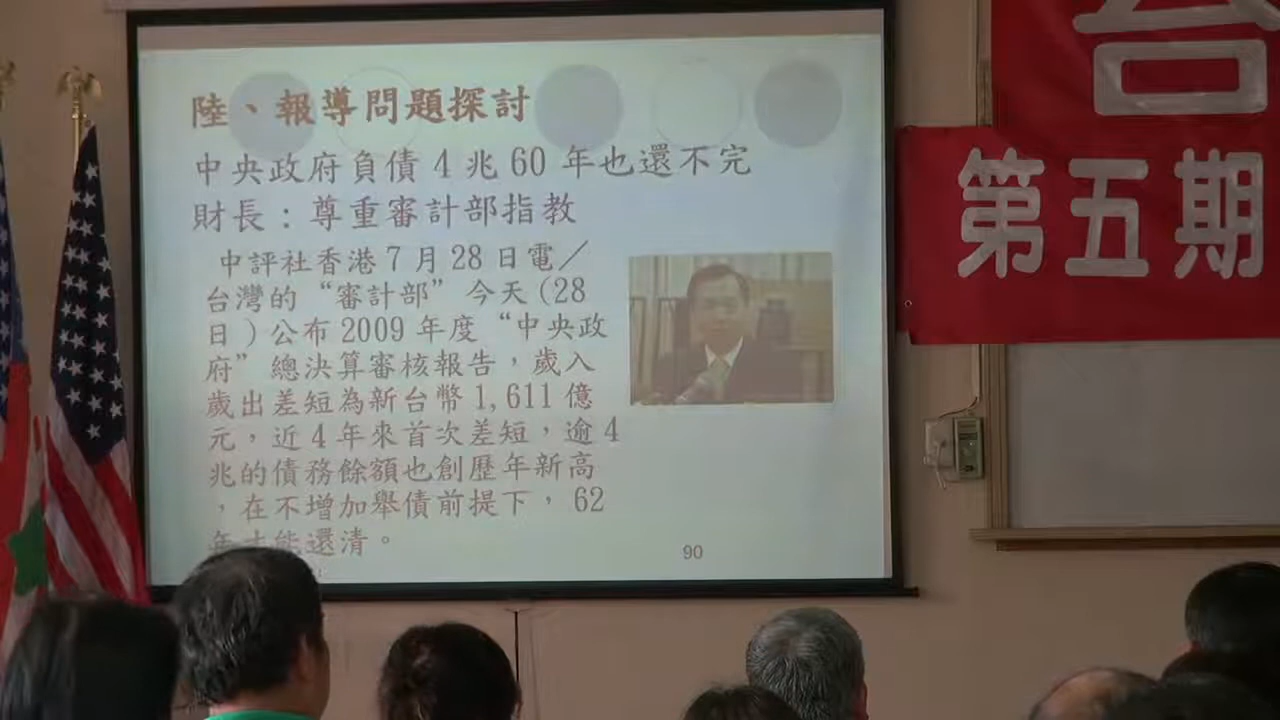 陸、報導問題探討
中央政府負債4兆60年也還不完
財長：尊重審計部指教
中評社香港7月28日電／
台灣的“審計部”今天(28
日)公布2009年度“中央政
府”總決算審核報告，歲入
歲出差短為新台幣1,611億
元，近4年來首次差短，逾4
兆的債務餘額也創歷年新高
，在不增加舉債前提下，62
年才能還清。
90
台
第五期